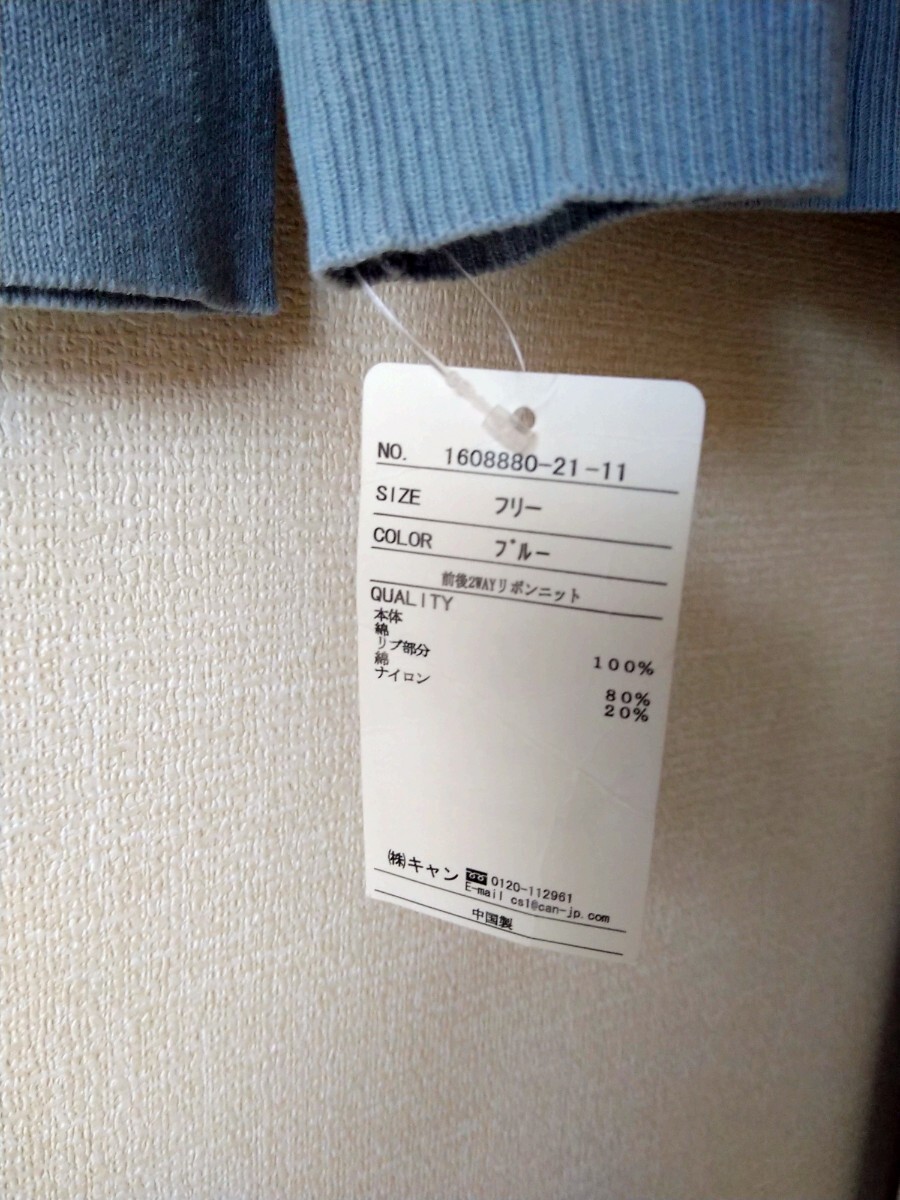 NO. 1608880-21-11
SIZE フリー
COLOR ブルー
前後2WAYリボンニット
QUALITY
本体
綿 100%
リブ部分
綿 80%
ナイロン 20%
㈱キャン 0120-112961
E-mail cs1@can-jp.com
中国製